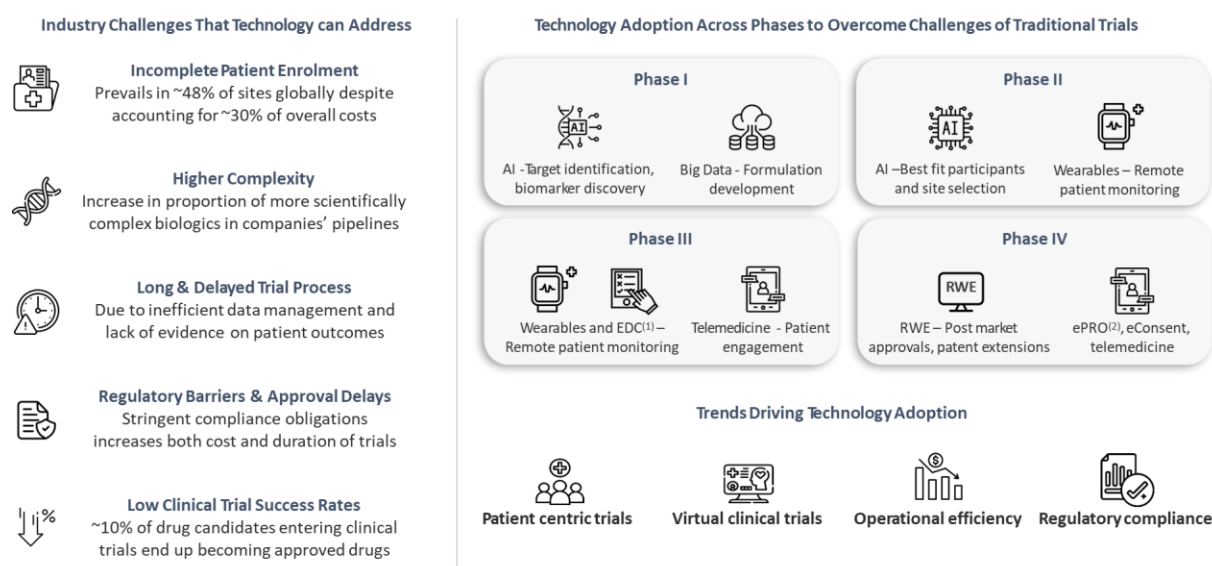 Industry Challenges That Technology can Address
Incomplete Patient Enrolment
Prevails in ~48% of sites globally despite
accounting for ~30% of overall costs
Higher Complexity
Increase in proportion of more scientifically
complex biologics in companies' pipelines
Long & Delayed Trial Process
Due to inefficient data management and
lack of evidence on patient outcomes
Regulatory Barriers & Approval Delays
Stringent compliance obligations
increases both cost and duration of trials
%
Low Clinical Trial Success Rates
~10% of drug candidates entering clinical
trials end up becoming approved drugs
Technology Adoption Across Phases to Overcome Challenges of Traditional Trials
Phase I
AI
AI -Target identification,
biomarker discovery
Big Data - Formulation
development
Phase II
AI
AI –Best fit participants
and site selection
Wearables – Remote
patient monitoring
Phase III
Wearables and EDC(1) –
Remote patient monitoring
Telemedicine - Patient
engagement
Phase IV
RWE
RWE – Post market
approvals, patent extensions
ePRO(2), eConsent,
telemedicine
Trends Driving Technology Adoption
$
Patient centric trials
Virtual clinical trials
Operational efficiency
Regulatory compliance